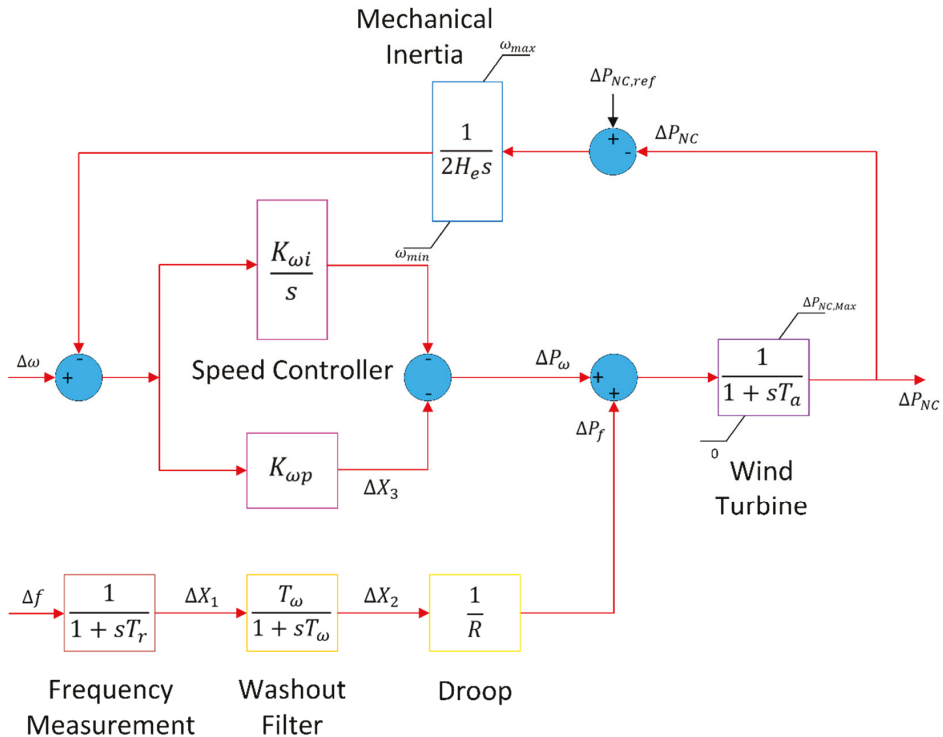 Mechanical
Inertia
ω_max
ΔP_NC,ref
+
-
ΔP_NC
1
2H_e s
ω_min
K_ωi
s
ΔP_NC,Max
Δω
+
-
Speed Controller
-
-
ΔP_ω
+
+
1
1 + sT_a
ΔP_NC
0
ΔP_f
K_ωp
ΔX_3
Wind
Turbine
Δf
1
1 + sT_r
ΔX_1
T_ω
1 + sT_ω
ΔX_2
1
R
Frequency
Measurement
Washout
Filter
Droop